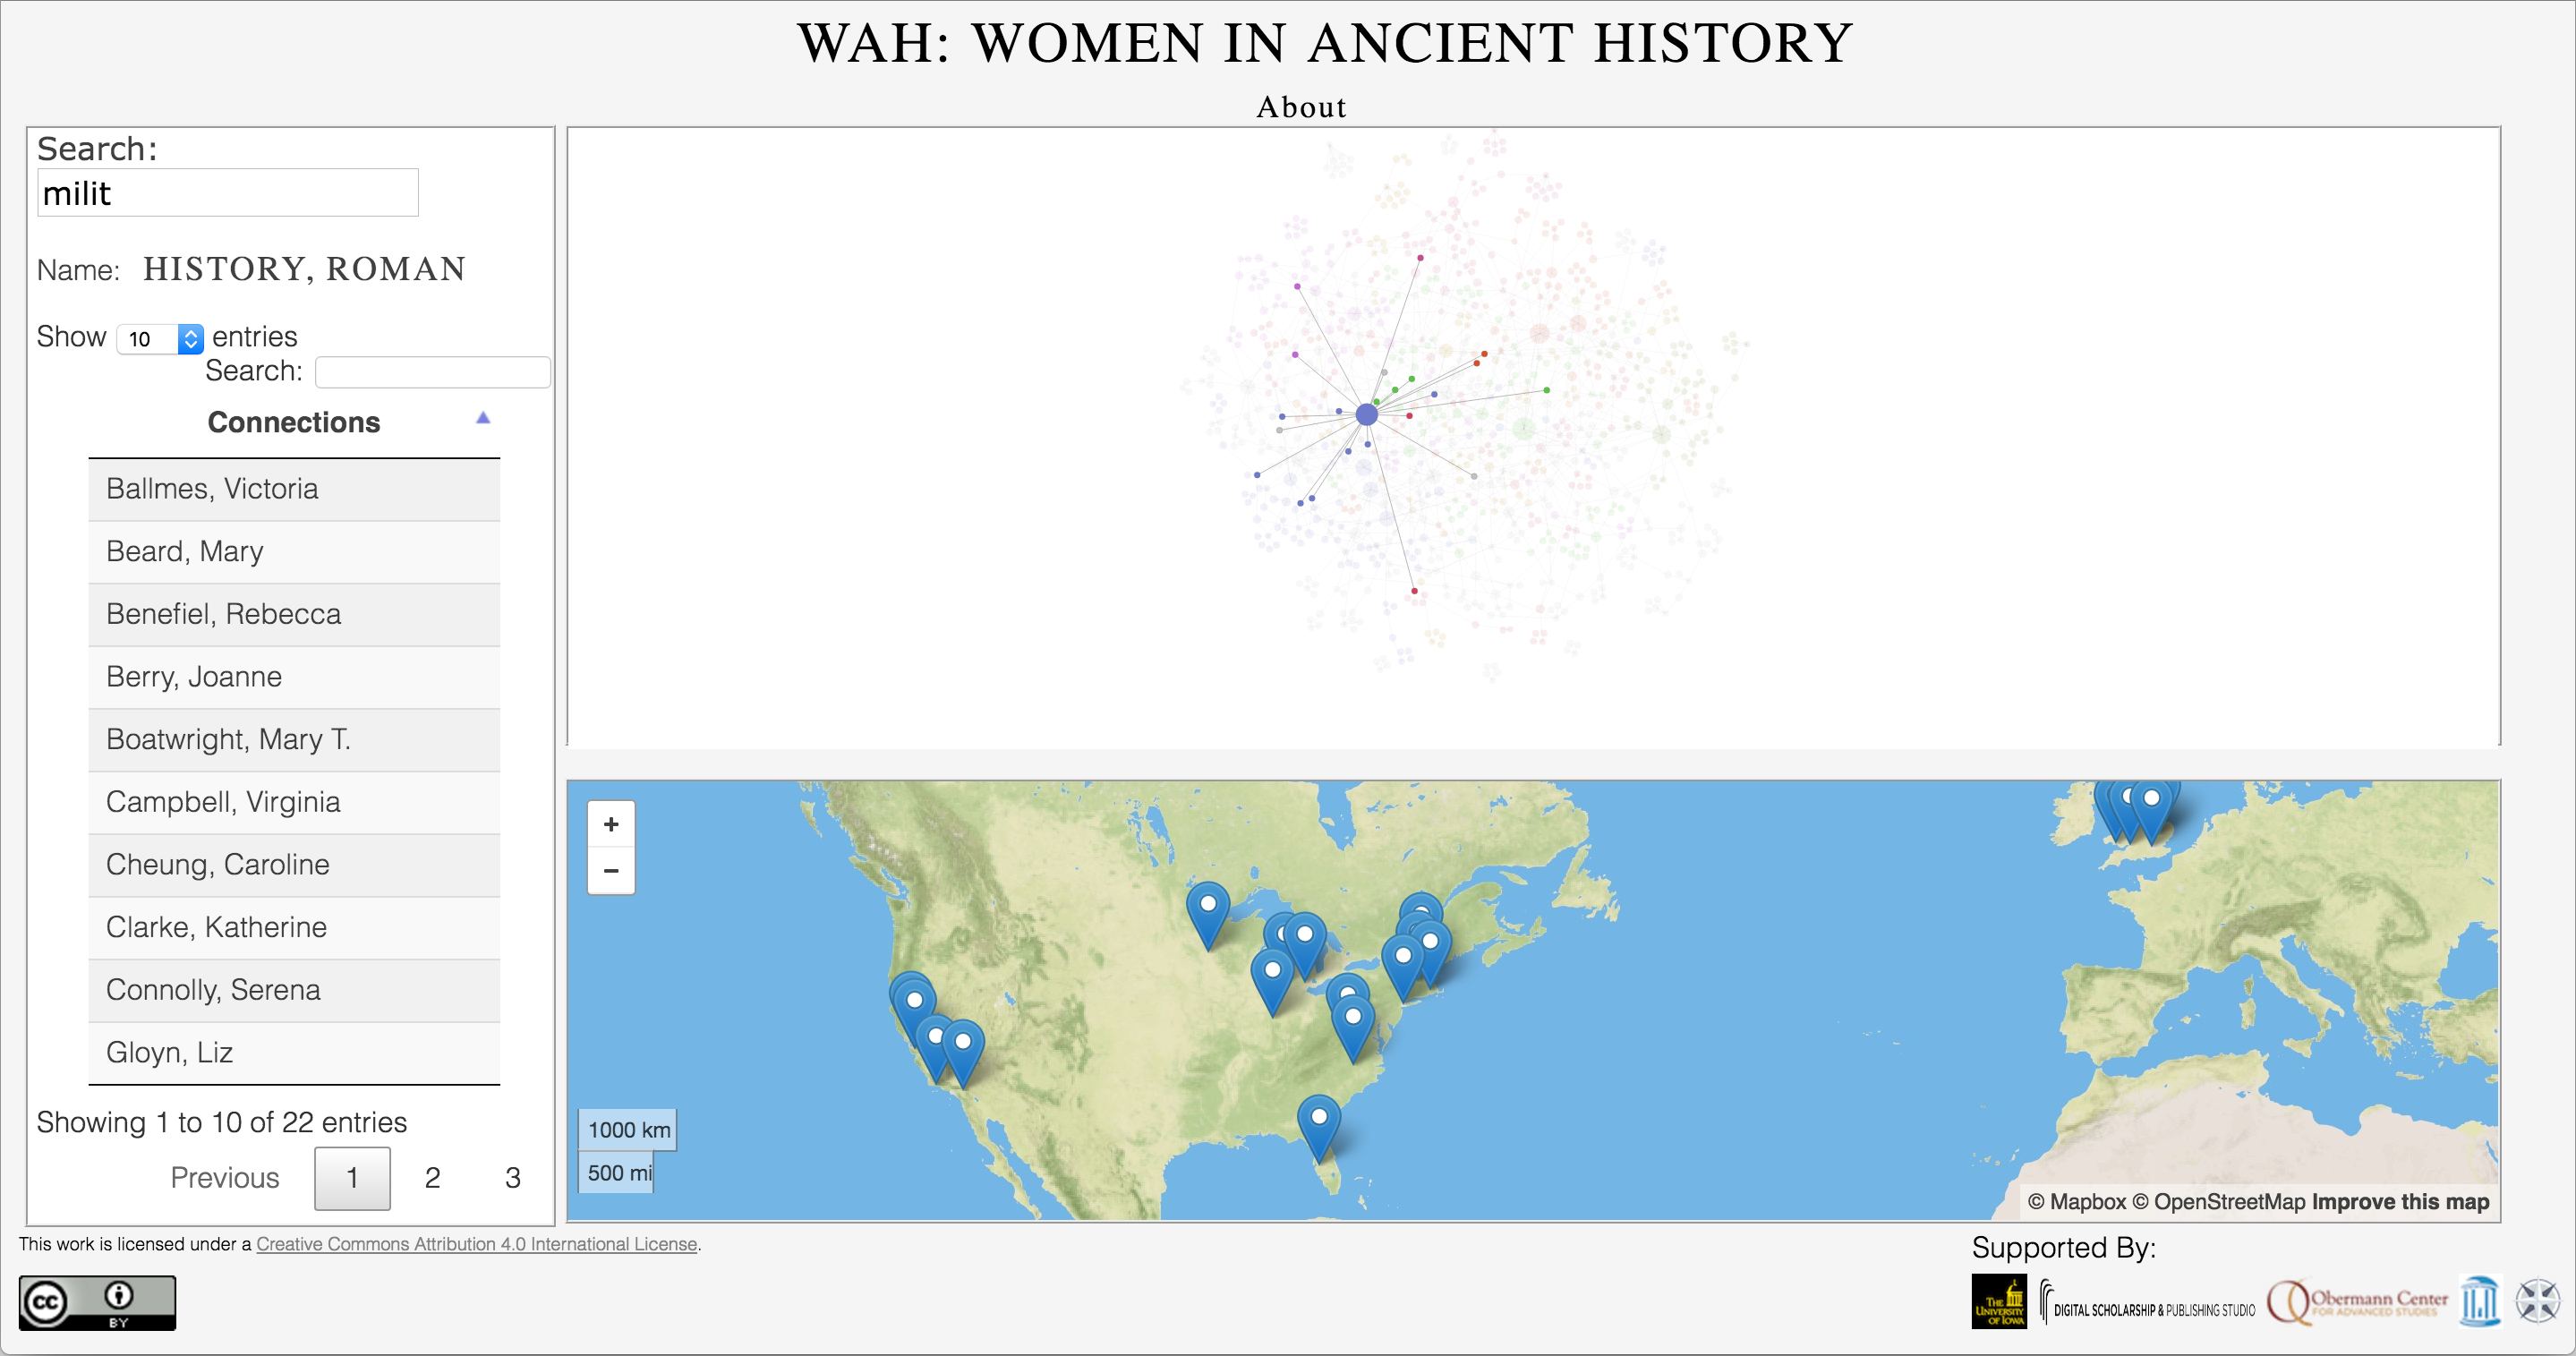 WAH: WOMEN IN ANCIENT HISTORY
About
Search:
milit
Name: HISTORY, ROMAN
Show 10 entries
Search:
Connections
Ballmes, Victoria
Beard, Mary
Benefiel, Rebecca
Berry, Joanne
Boatwright, Mary T.
Campbell, Virginia
Cheung, Caroline
Clarke, Katherine
Connolly, Serena
Gloyn, Liz
Showing 1 to 10 of 22 entries
Previous 1 2 3
+
−
1000 km
500 mi
© Mapbox © OpenStreetMap Improve this map
This work is licensed under a Creative Commons Attribution 4.0 International License.
cc BY
Supported By:
THE UNIVERSITY OF IOWA
DIGITAL SCHOLARSHIP & PUBLISHING STUDIO
Obermann Center
FOR ADVANCED STUDIES